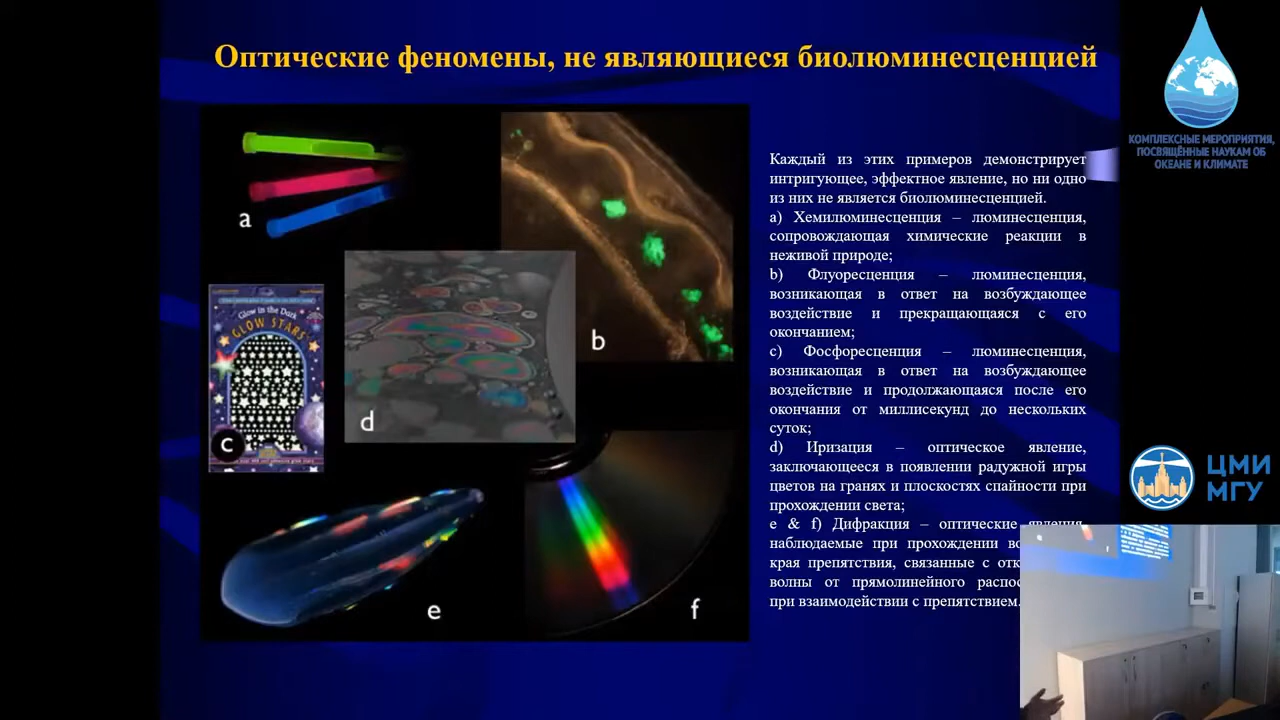 Оптические феномены, не являющиеся биолюминесценцией
КОМПЛЕКСНЫЕ МЕРОПРИЯТИЯ,
ПОСВЯЩЁННЫЕ НАУКАМ ОБ
ОКЕАНЕ И КЛИМАТЕ
a
b
Glow in the Dark
GLOW STARS
c
d
e
f
Каждый из этих примеров демонстрирует
интригующее, эффектное явление, но ни одно
из них не является биолюминесценцией.
a) Хемилюминесценция – люминесценция,
сопровождающая химические реакции в
неживой природе;
b) Флуоресценция – люминесценция,
возникающая в ответ на возбуждающее
воздействие и прекращающаяся с его
окончанием;
c) Фосфоресценция – люминесценция,
возникающая в ответ на возбуждающее
воздействие и продолжающаяся после его
окончания от миллисекунд до нескольких
суток;
d) Иризация – оптическое явление,
заключающееся в появлении радужной игры
цветов на гранях и плоскостях спайности при
прохождении света;
e & f) Дифракция – оптические явления,
наблюдаемые при прохождении во
края препятствия, связанные с отк
волны от прямолинейного распос
при взаимодействии с препятствием.
ЦМИ
МГУ